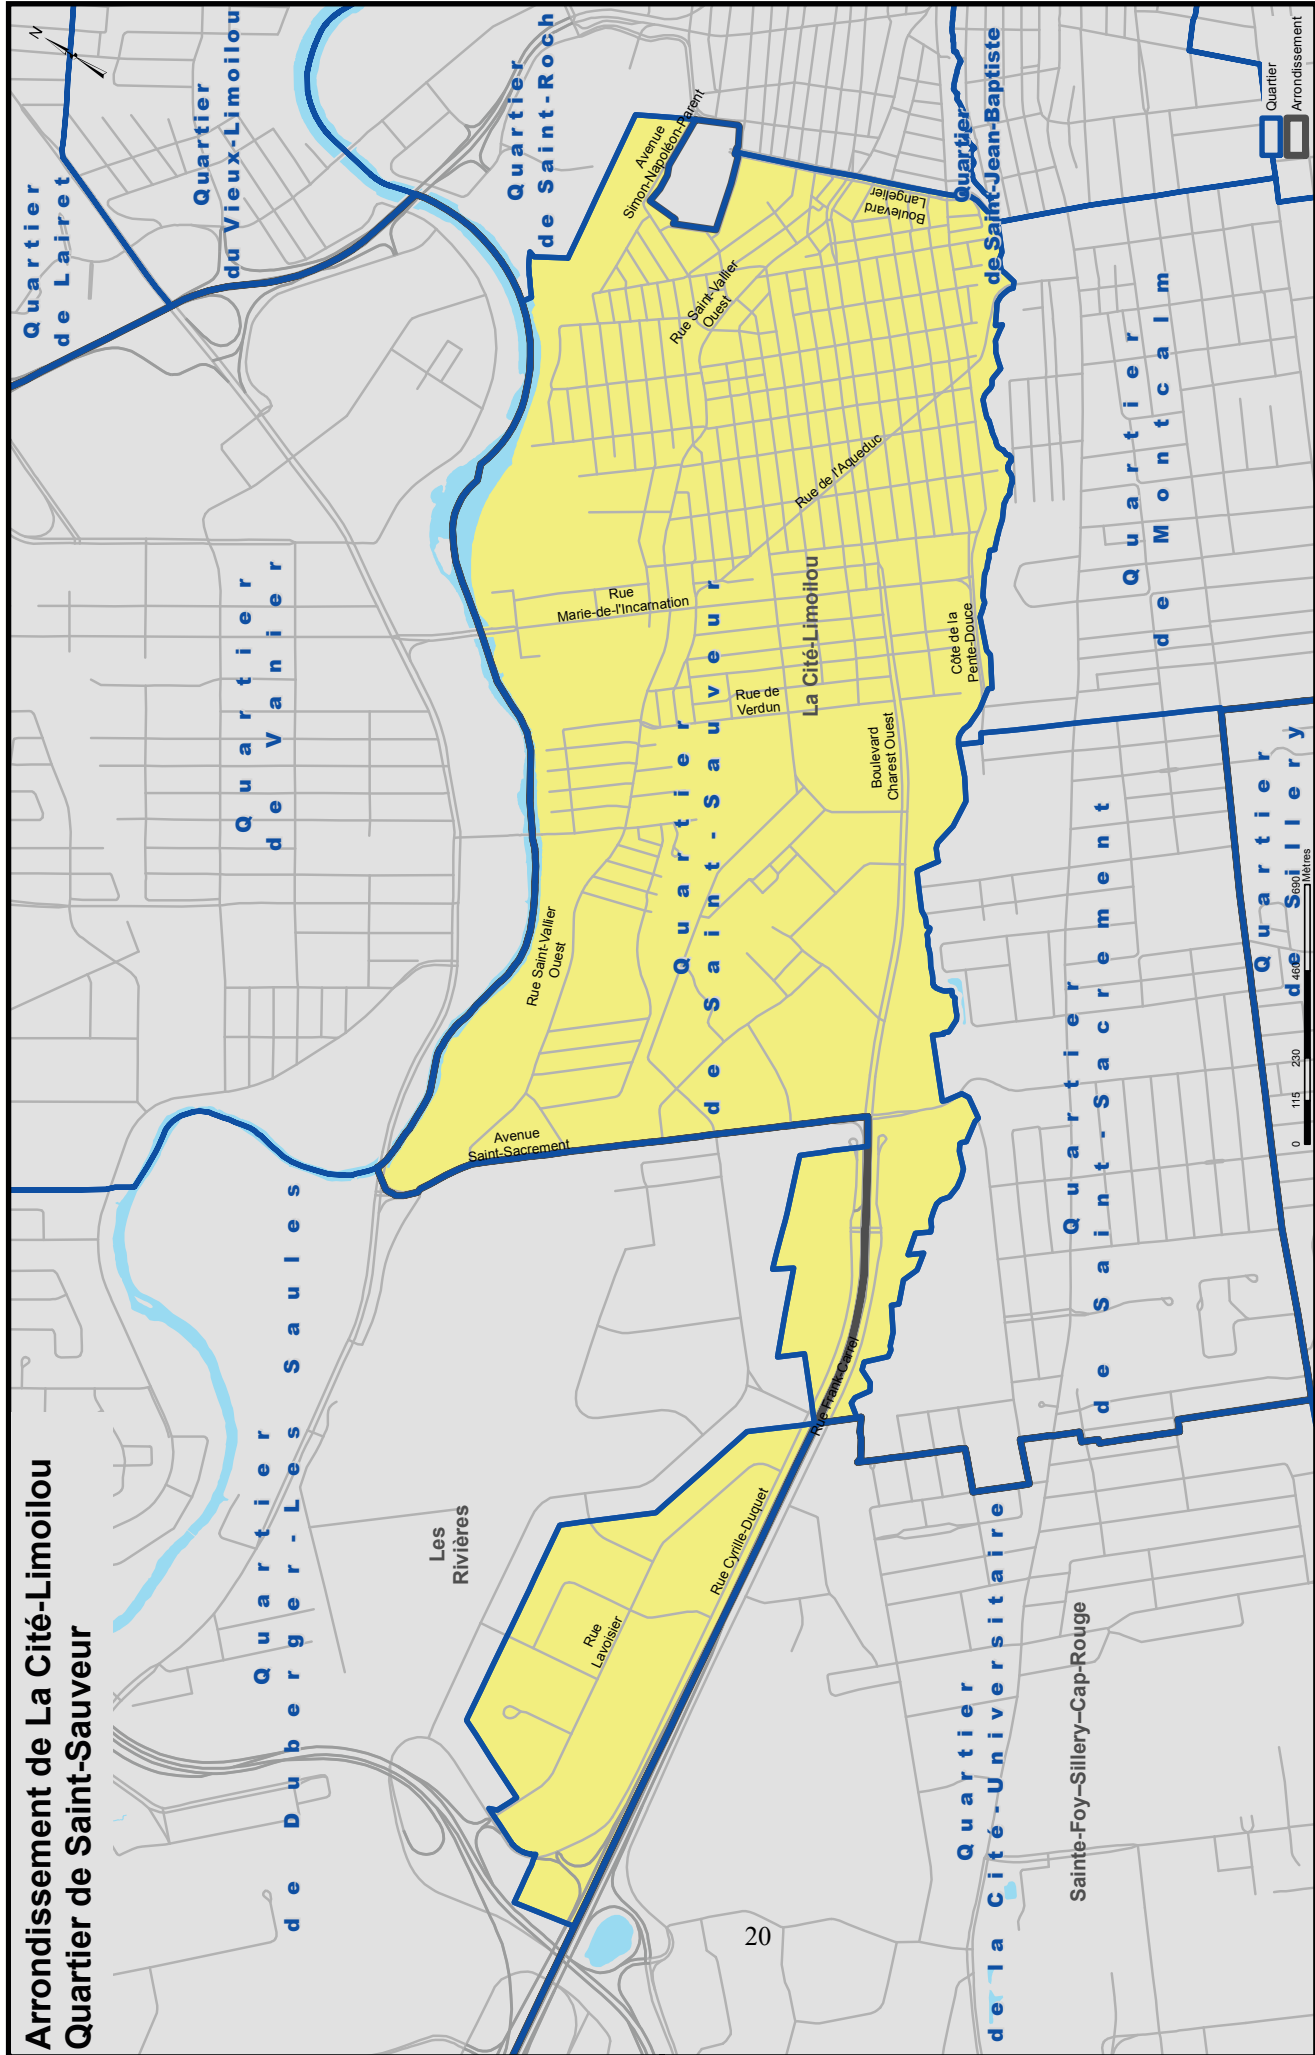 Arrondissement de La Cité-Limoilou
Quartier de Saint-Sauveur
N
Quartier
de Lairet
Quartier
du Vieux-Limoilou
Quartier
de Saint-Roch
Quartier
de Saint-Jean-Baptiste
Quartier
de Vanier
Quartier
de Duberger-Les Saules
Les
Rivières
Quartier
de Saint-Sauveur
La Cité-Limoilou
Quartier
de Montcalm
Quartier
de Saint-Sacrement
Quartier
de Sillery
Quartier
de la Cité-Universitaire
Sainte-Foy–Sillery–Cap-Rouge
Avenue
Simon-Napoléon-Parent
Boulevard
Langelier
Rue Saint-Vallier
Ouest
Rue de l'Aqueduc
Rue
Marie-de-l'Incarnation
Rue de
Verdun
Côte de la
Pente-Douce
Boulevard
Charest Ouest
Rue Saint-Vallier
Ouest
Avenue
Saint-Sacrement
Rue Frank-Carrel
Rue Cyrille-Duquet
Rue
Lavoisier
0 115 230 460 690
Mètres
Quartier
Arrondissement
20